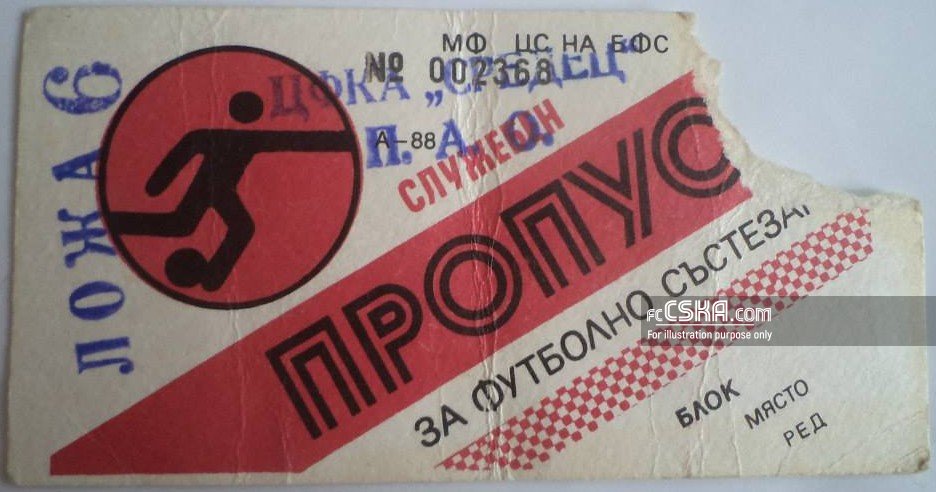 МФ ЦС НА БФС
№ 002368
ЦФКА „СРЕДЕЦ“
А–88
П. А. О.
СЛУЖЕБН
ЛОЖА 6
ПРОПУС
ЗА ФУТБОЛНО СЪСТЕЗА
БЛОК
МЯСТО
РЕД
fcCSKA.com
For illustration purpose only